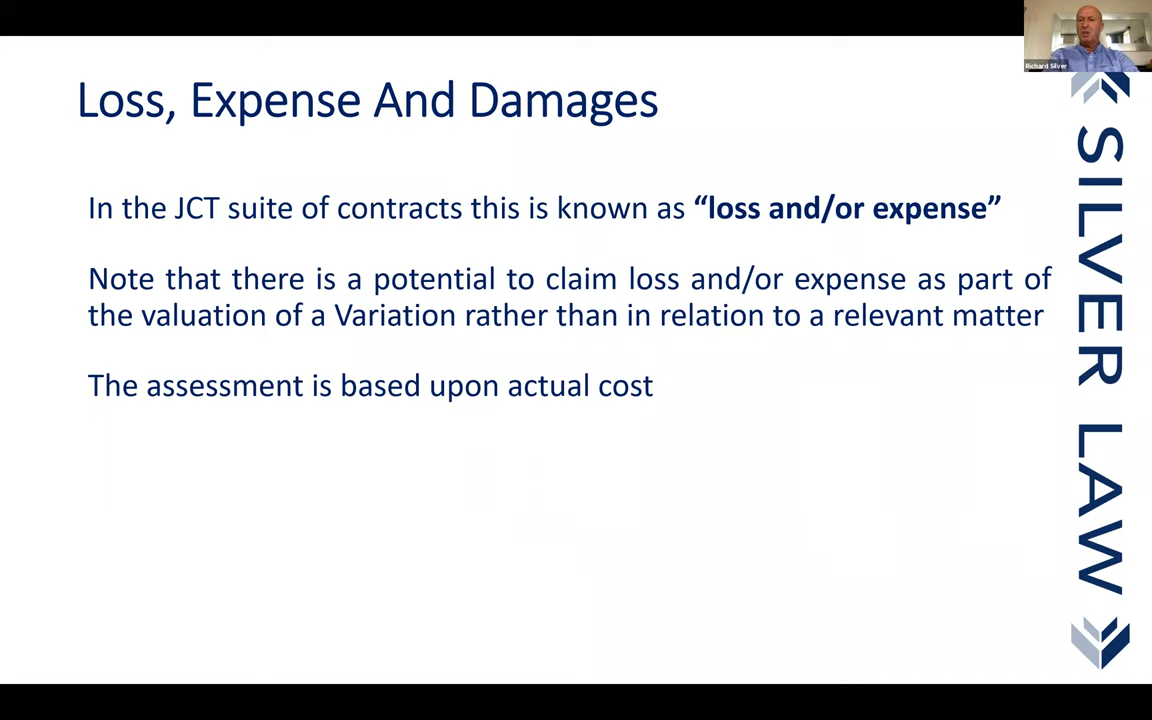 Richard Silver
Loss, Expense And Damages
In the JCT suite of contracts this is known as “loss and/or expense”
Note that there is a potential to claim loss and/or expense as part of
the valuation of a Variation rather than in relation to a relevant matter
The assessment is based upon actual cost
SILVER LAW